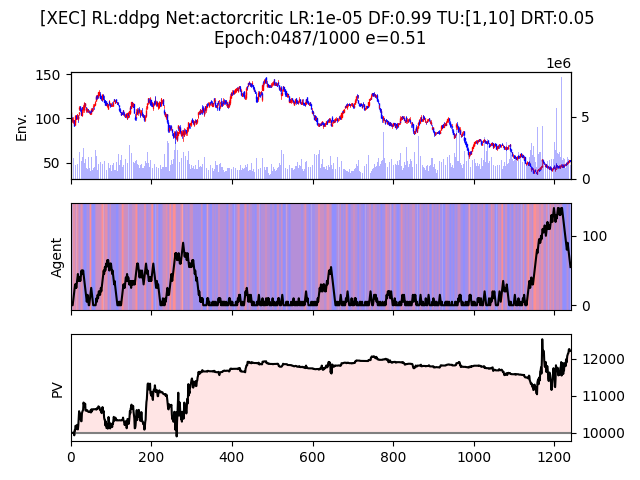 [XEC] RL:ddpg Net:actorcritic LR:1e-05 DF:0.99 TU:[1,10] DRT:0.05
Epoch:0487/1000 e=0.51
1e6
150
100
50
Env.
5
0
Agent
100
0
PV
12000
11000
10000
0
200
400
600
800
1000
1200